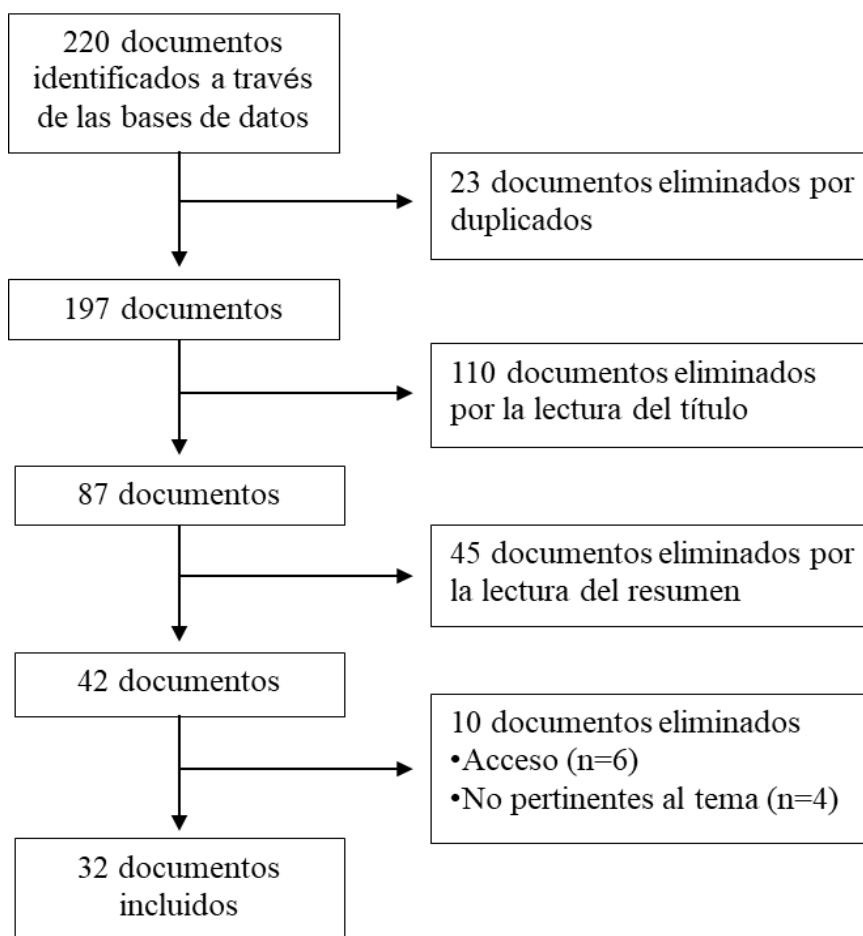 220 documentos
identificados a través
de las bases de datos
23 documentos eliminados por
duplicados
197 documentos
110 documentos eliminados
por la lectura del título
87 documentos
45 documentos eliminados por
la lectura del resumen
42 documentos
10 documentos eliminados
•Acceso (n=6)
•No pertinentes al tema (n=4)
32 documentos
incluidos